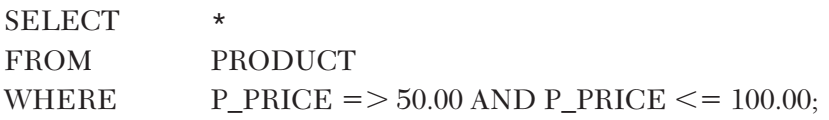 SELECT *
FROM PRODUCT
WHERE P_PRICE => 50.00 AND P_PRICE <= 100.00;